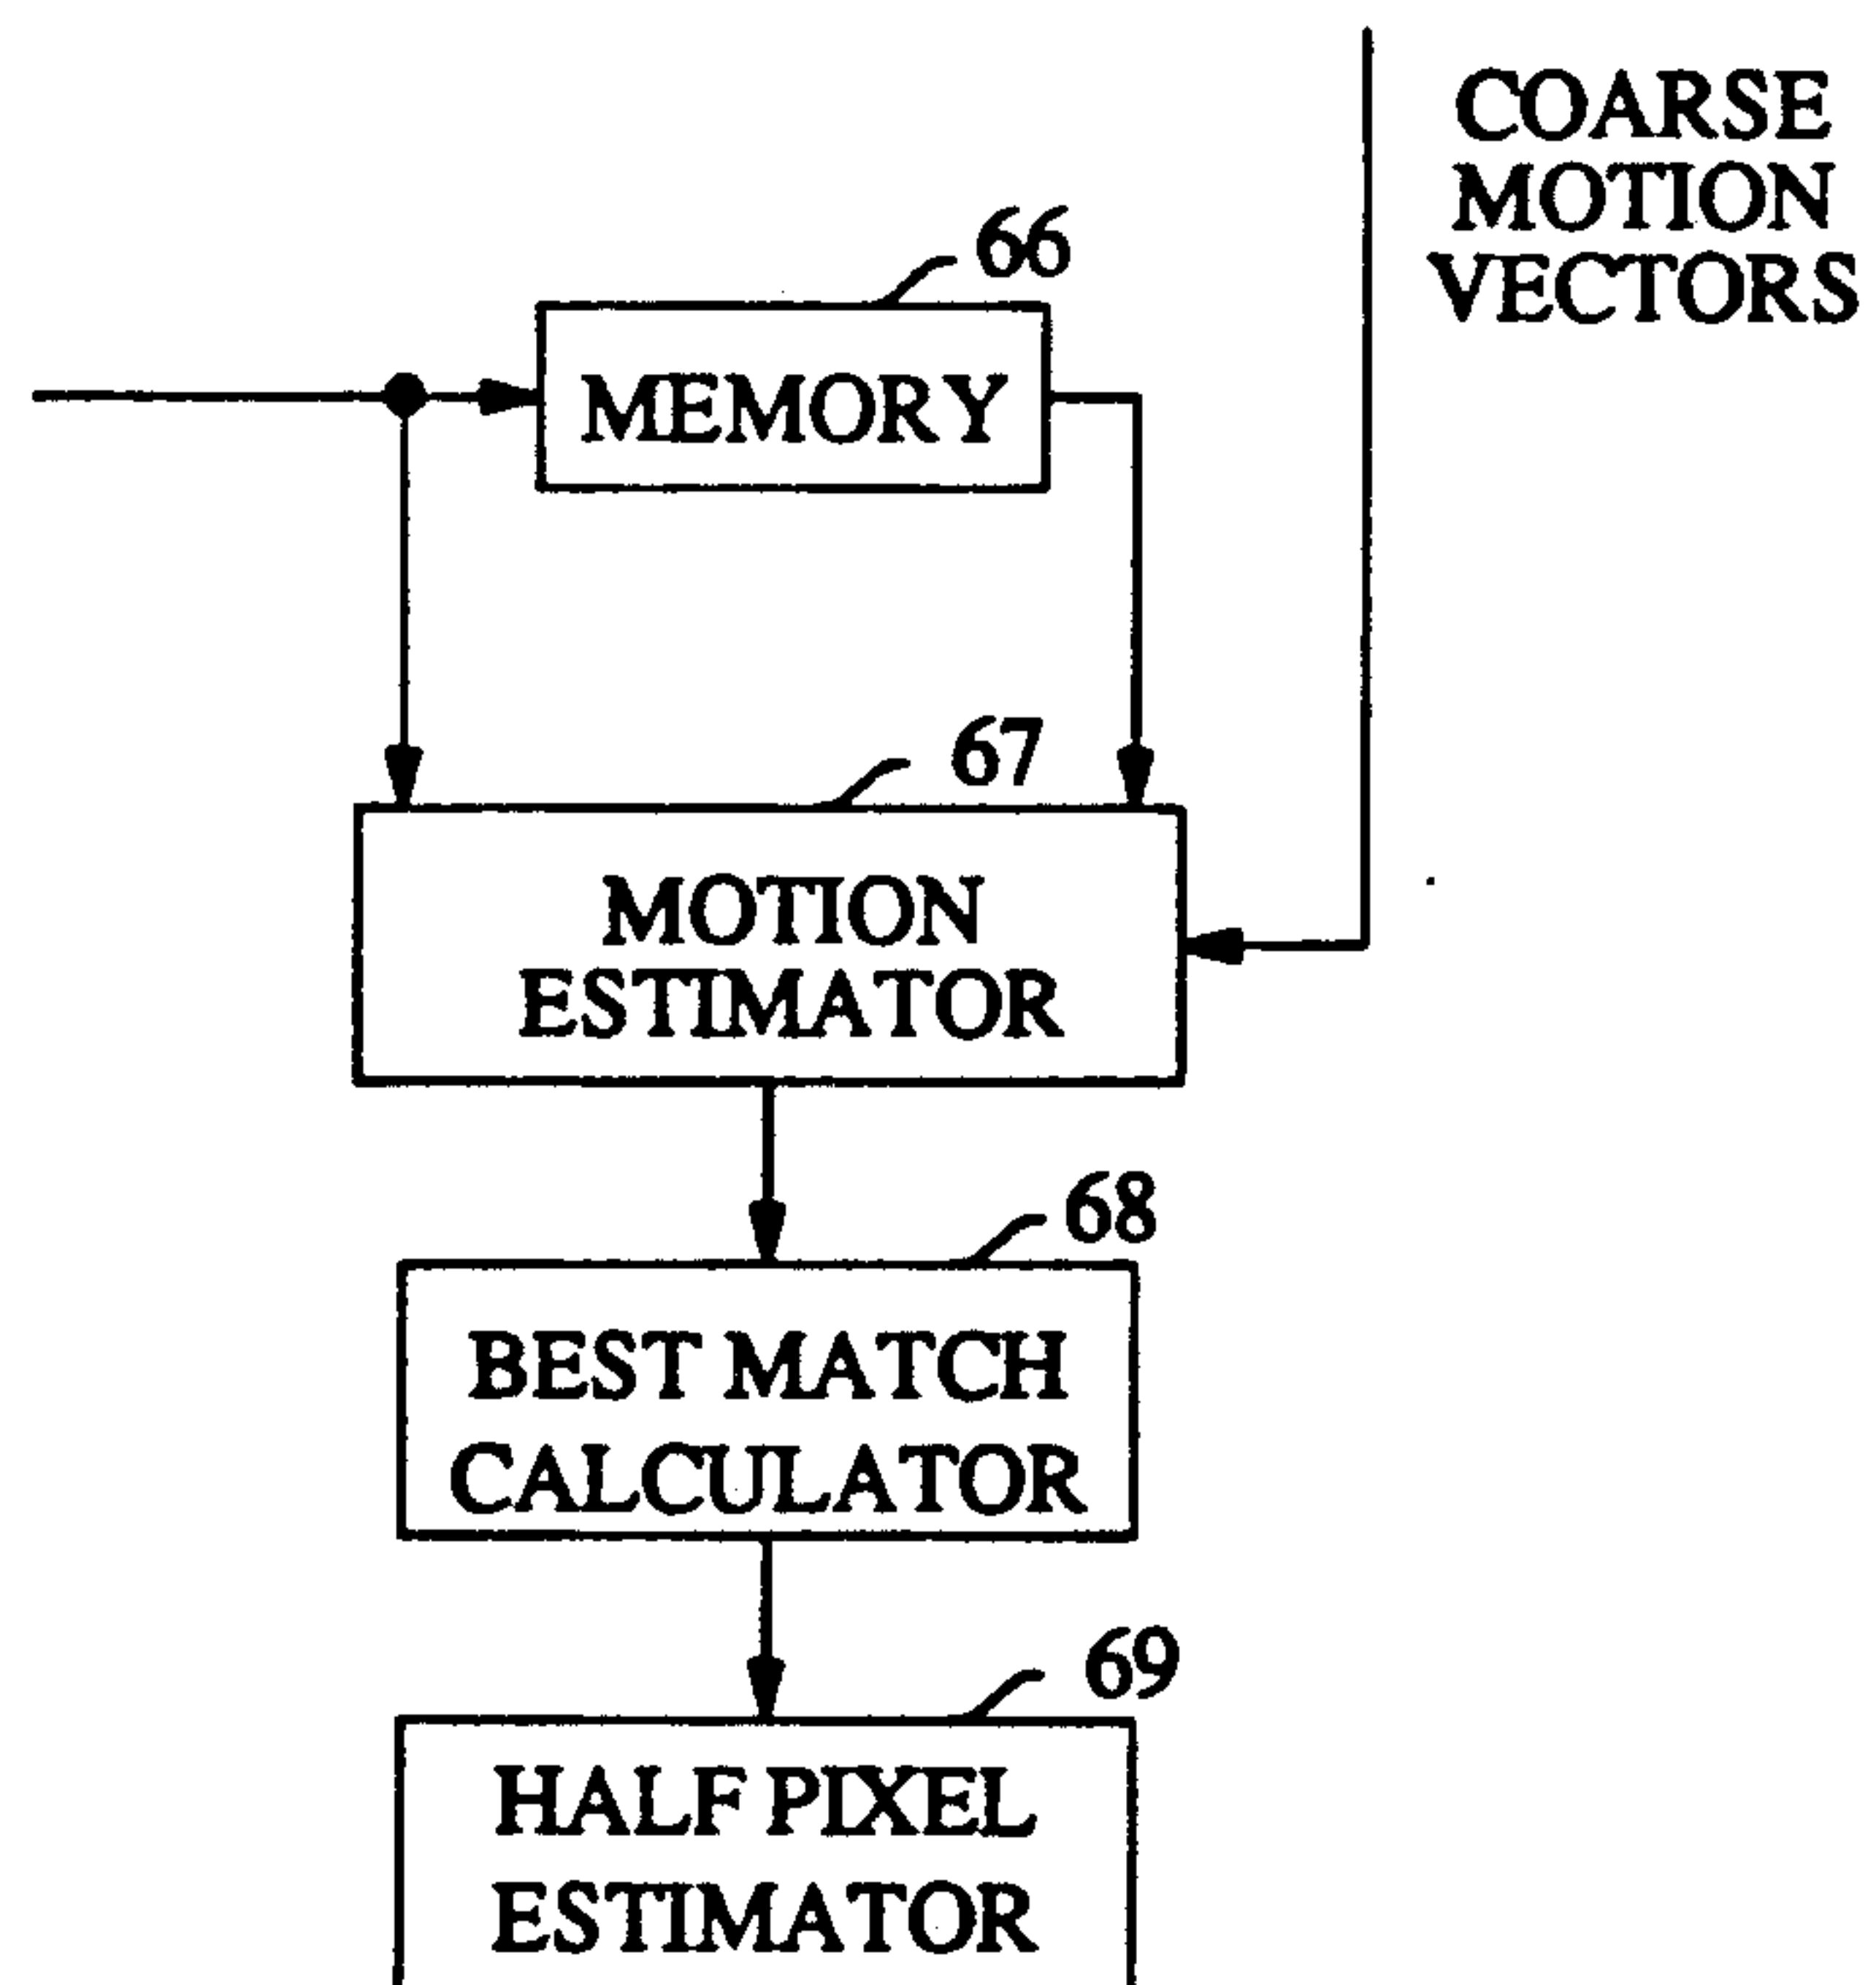 COARSE
MOTION
VECTORS
66
MEMORY
67
MOTION
ESTIMATOR
68
BEST MATCH
CALCULATOR
69
HALF PIXEL
ESTIMATOR